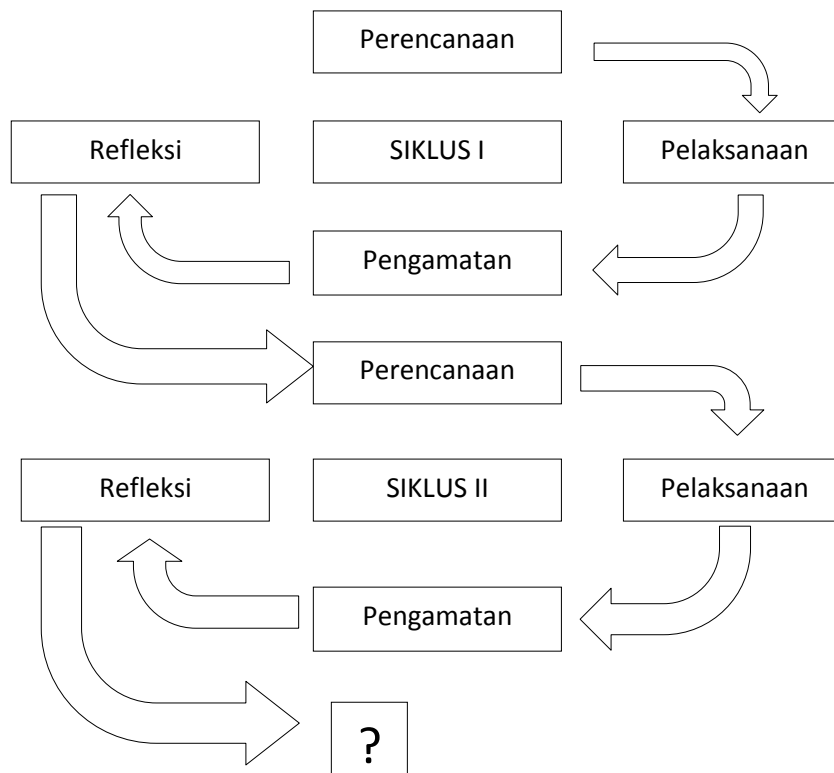 Perencanaan
Refleksi
SIKLUS I
Pelaksanaan
Pengamatan
Perencanaan
Refleksi
SIKLUS II
Pelaksanaan
Pengamatan
?